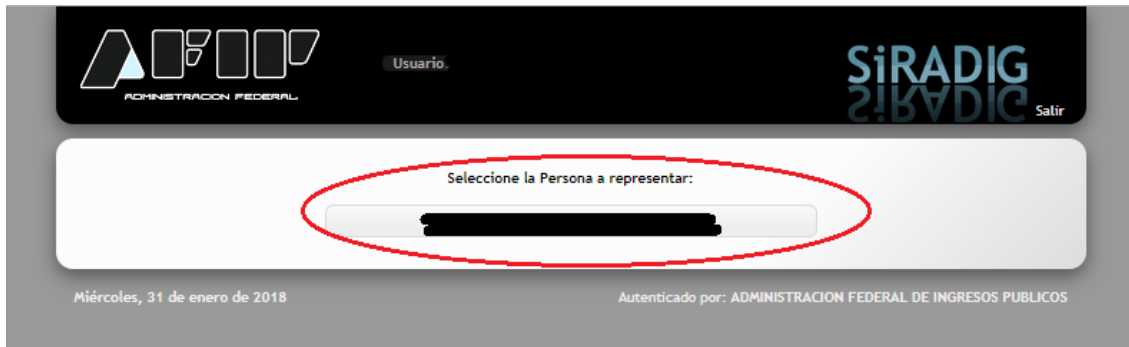 AFIP
ADMINISTRACION FEDERAL
Usuario.
SiRADIG
Salir
Seleccione la Persona a representar:
Miércoles, 31 de enero de 2018
Autenticado por: ADMINISTRACION FEDERAL DE INGRESOS PUBLICOS